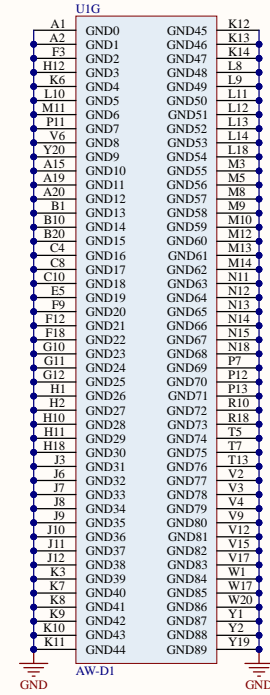 U1G
A1 GND0 GND45 K12
A2 GND1 GND46 K13
F3 GND2 GND47 K14
H12 GND3 GND48 L8
K6 GND4 GND49 L9
L10 GND5 GND50 L11
M11 GND6 GND51 L12
P11 GND7 GND52 L13
V6 GND8 GND53 L14
Y20 GND9 GND54 L18
A15 GND10 GND55 M3
A19 GND11 GND56 M5
A20 GND12 GND57 M8
B1 GND13 GND58 M9
B10 GND14 GND59 M10
B20 GND15 GND60 M12
C4 GND16 GND61 M13
C8 GND17 GND62 M14
C10 GND18 GND63 N11
E5 GND19 GND64 N12
F9 GND20 GND65 N13
F12 GND21 GND66 N14
F18 GND22 GND67 N15
G10 GND23 GND68 N18
G11 GND24 GND69 P7
G12 GND25 GND70 P12
H1 GND26 GND71 P13
H2 GND27 GND72 R10
H10 GND28 GND73 R18
H11 GND29 GND74 T5
H18 GND30 GND75 T7
J3 GND31 GND76 T13
J6 GND32 GND77 V2
J7 GND33 GND78 V3
J8 GND34 GND79 V4
J9 GND35 GND80 V9
J10 GND36 GND81 V12
J11 GND37 GND82 V15
J12 GND38 GND83 V17
K3 GND39 GND84 W1
K7 GND40 GND85 W17
K8 GND41 GND86 W20
K9 GND42 GND87 Y1
K10 GND43 GND88 Y2
K11 GND44 GND89 Y19
AW-D1
GND GND